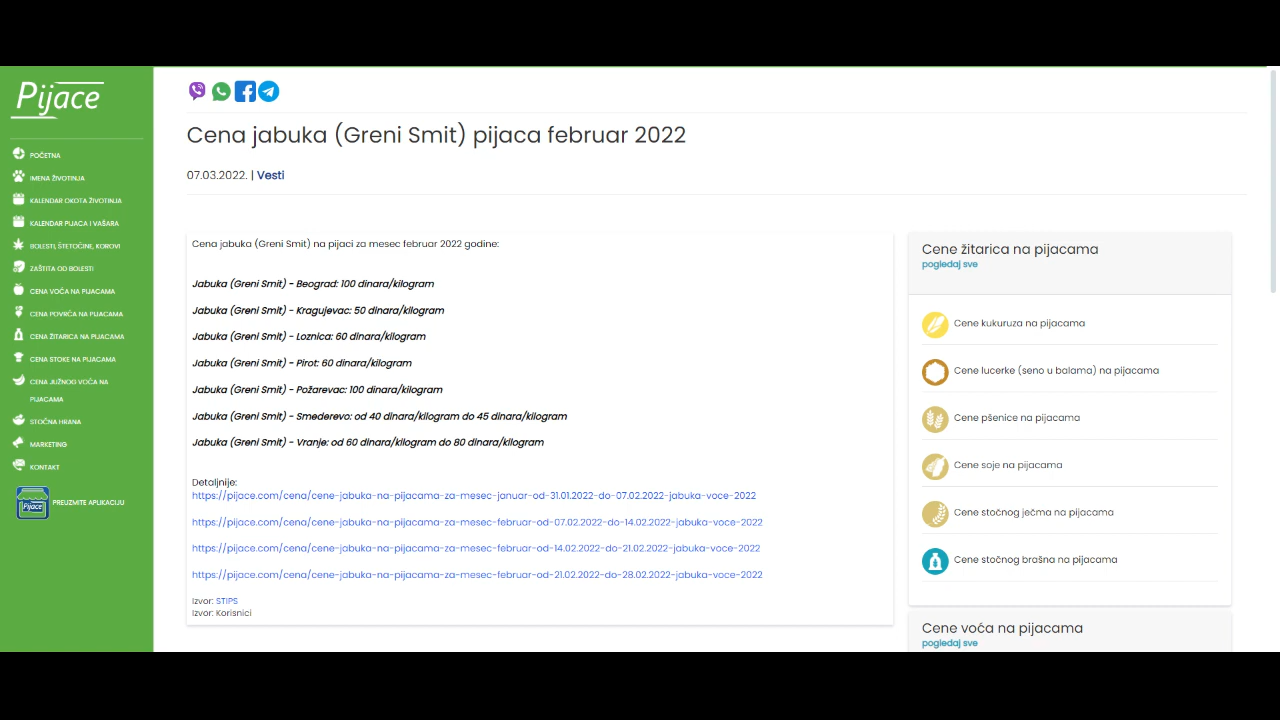 Pijace
POČETNA
IMENA ŽIVOTINJA
KALENDAR OKOTA ŽIVOTINJA
KALENDAR PIJACA I VAŠARA
BOLESTI, ŠTETOČINE, KOROVI
ZAŠTITA OD BOLESTI
CENA VOĆA NA PIJACAMA
CENA POVRĆA NA PIJACAMA
CENA ŽITARICA NA PIJACAMA
CENA STOKE NA PIJACAMA
CENA JUŽNOG VOĆA NA
PIJACAMA
STOČNA HRANA
MARKETING
KONTAKT
Pijace
PREUZMITE APLIKACIJU
Cena jabuka (Greni Smit) pijaca februar 2022
07.03.2022. | Vesti
Cena jabuka (Greni Smit) na pijaci za mesec februar 2022 godine:
Jabuka (Greni Smit) - Beograd: 100 dinara/kilogram
Jabuka (Greni Smit) - Kragujevac: 50 dinara/kilogram
Jabuka (Greni Smit) - Loznica: 60 dinara/kilogram
Jabuka (Greni Smit) - Pirot: 60 dinara/kilogram
Jabuka (Greni Smit) - Požarevac: 100 dinara/kilogram
Jabuka (Greni Smit) - Smederevo: od 40 dinara/kilogram do 45 dinara/kilogram
Jabuka (Greni Smit) - Vranje: od 60 dinara/kilogram do 80 dinara/kilogram
Detaljnije:
https://pijace.com/cena/cene-jabuka-na-pijacama-za-mesec-januar-od-31.01.2022-do-07.02.2022-jabuka-voce-2022
https://pijace.com/cena/cene-jabuka-na-pijacama-za-mesec-februar-od-07.02.2022-do-14.02.2022-jabuka-voce-2022
https://pijace.com/cena/cene-jabuka-na-pijacama-za-mesec-februar-od-14.02.2022-do-21.02.2022-jabuka-voce-2022
https://pijace.com/cena/cene-jabuka-na-pijacama-za-mesec-februar-od-21.02.2022-do-28.02.2022-jabuka-voce-2022
Izvor: STIPS
Izvor: Korisnici
Cene žitarica na pijacama
pogledaj sve
Cene kukuruza na pijacama
Cene lucerke (seno u balama) na pijacama
Cene pšenice na pijacama
Cene soje na pijacama
Cene stočnog ječma na pijacama
Cene stočnog brašna na pijacama
Cene voća na pijacama
pogledaj sve